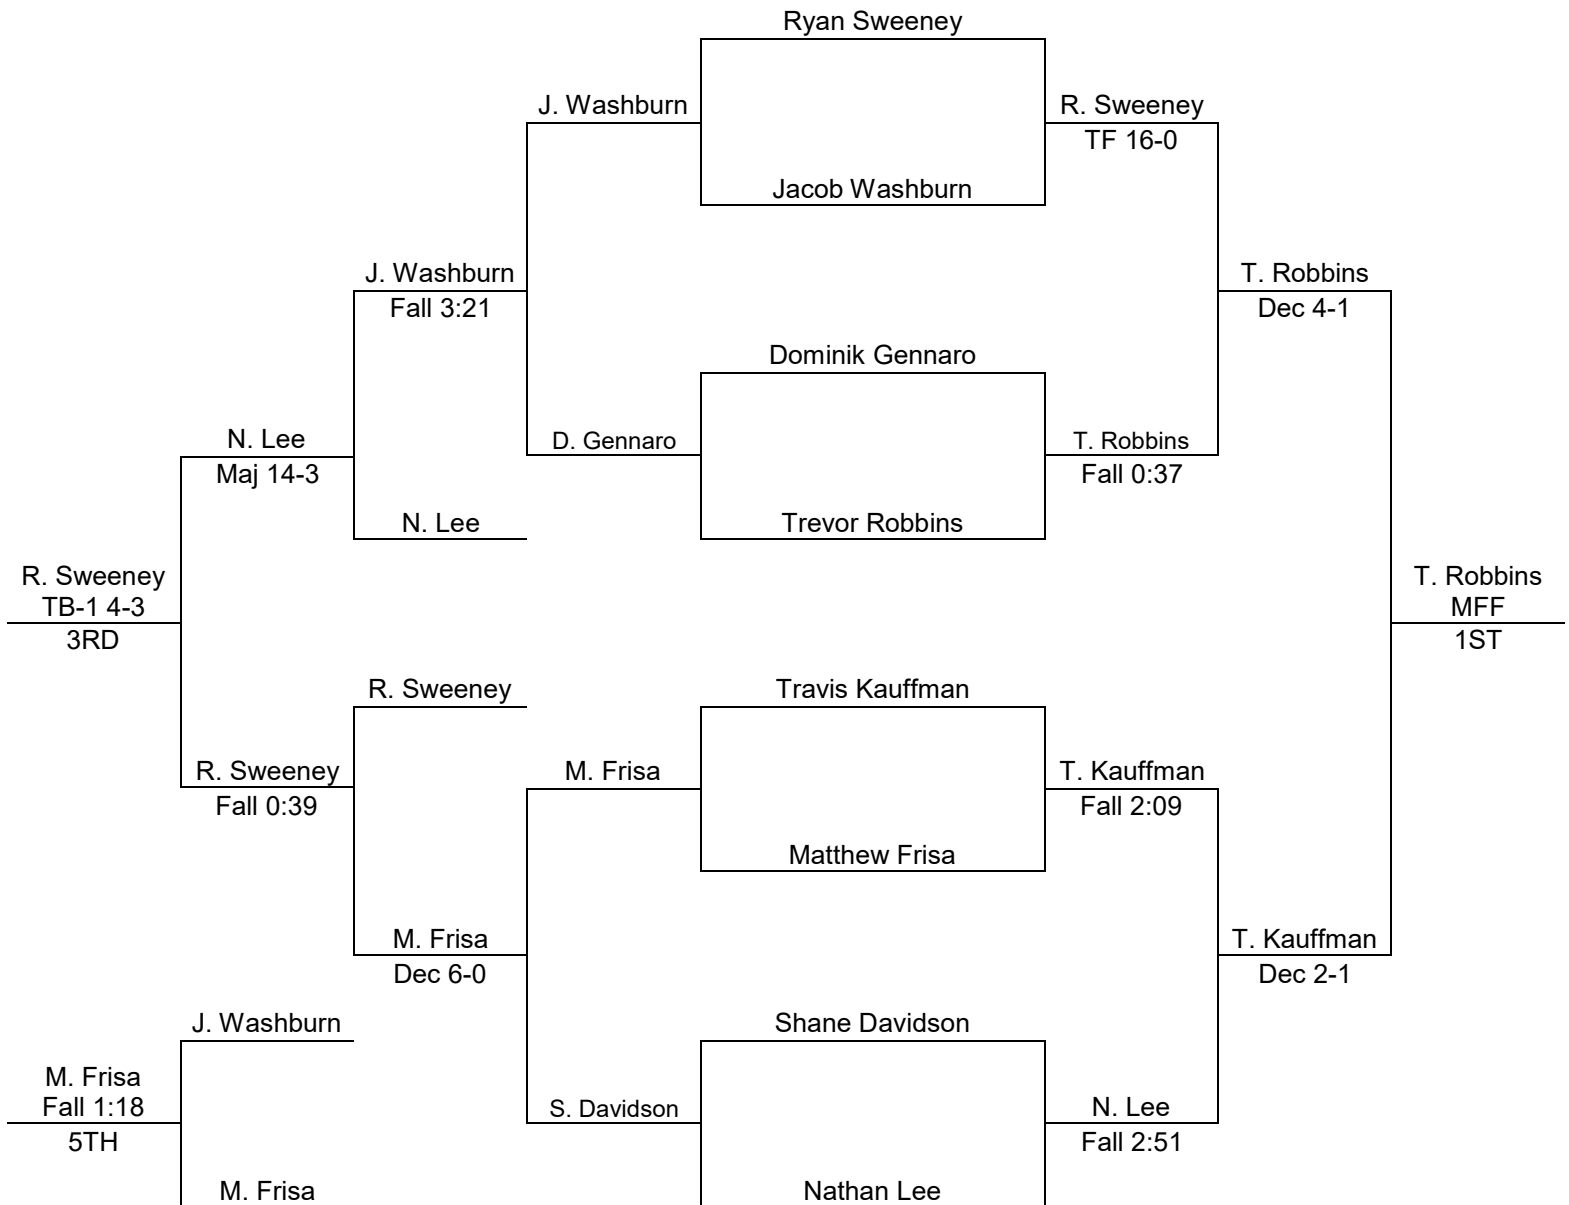 Ryan Sweeney
J. Washburn
R. Sweeney
TF 16-0
Jacob Washburn
J. Washburn
Fall 3:21
T. Robbins
Dec 4-1
Dominik Gennaro
N. Lee
Maj 14-3
D. Gennaro
T. Robbins
Fall 0:37
N. Lee
Trevor Robbins
R. Sweeney
TB-1 4-3
3RD
T. Robbins
MFF
1ST
R. Sweeney
Travis Kauffman
R. Sweeney
Fall 0:39
M. Frisa
T. Kauffman
Fall 2:09
Matthew Frisa
M. Frisa
Dec 6-0
T. Kauffman
Dec 2-1
J. Washburn
Shane Davidson
M. Frisa
Fall 1:18
5TH
S. Davidson
N. Lee
Fall 2:51
M. Frisa
Nathan Lee